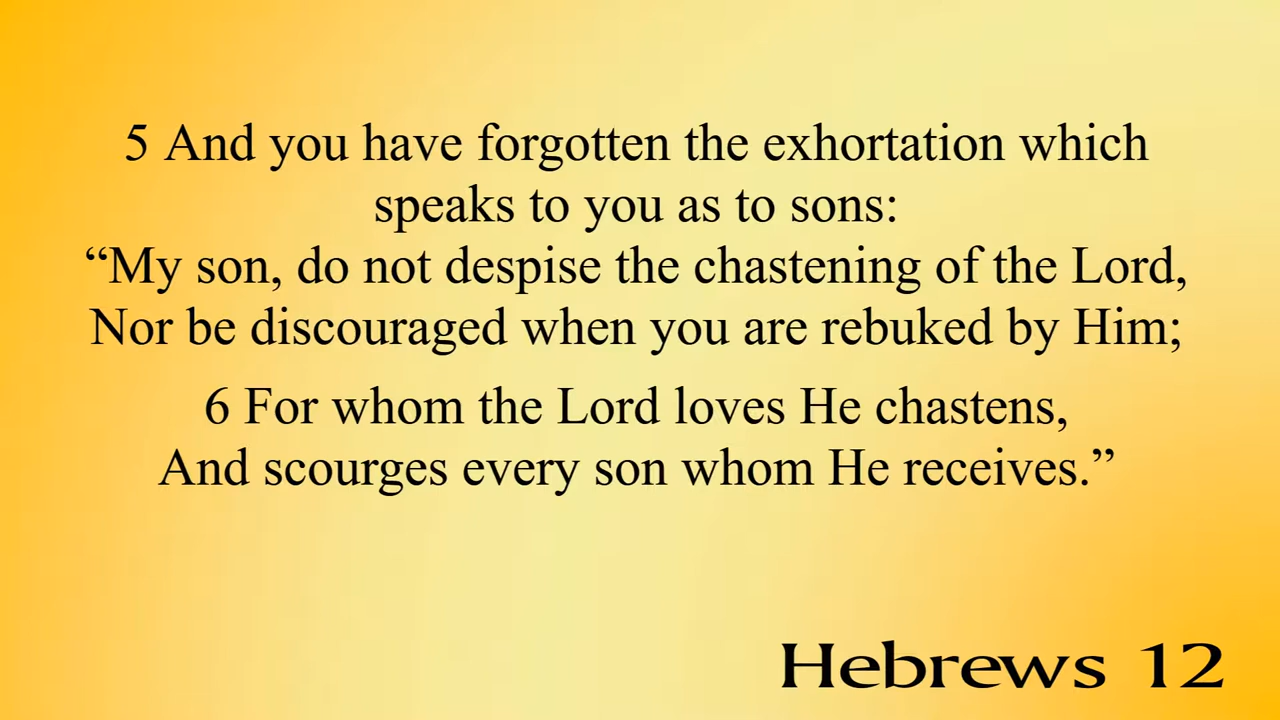 5 And you have forgotten the exhortation which
speaks to you as to sons:
“My son, do not despise the chastening of the Lord,
Nor be discouraged when you are rebuked by Him;
6 For whom the Lord loves He chastens,
And scourges every son whom He receives.”
Hebrews 12